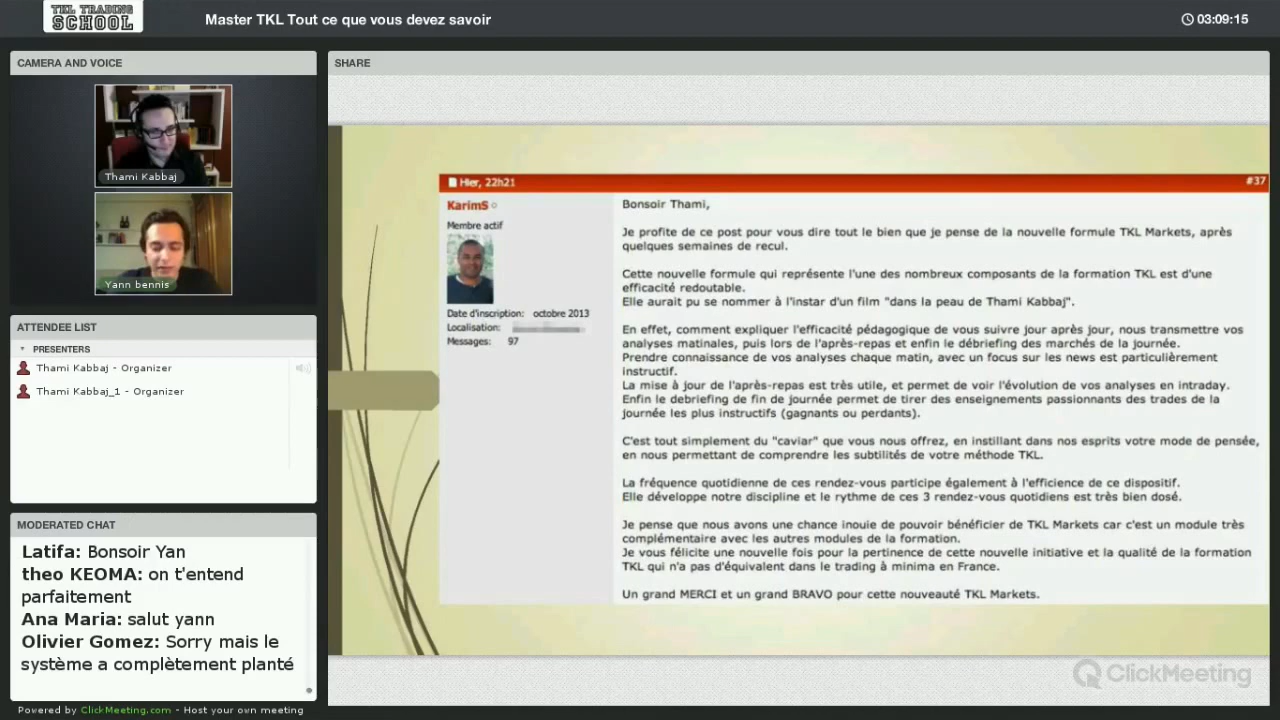 TKL TRADING
SCHOOL
Master TKL Tout ce que vous devez savoir
03:09:15
CAMERA AND VOICE
Thami Kabbaj
Yann bennis
ATTENDEE LIST
PRESENTERS
Thami Kabbaj - Organizer
Thami Kabbaj_1 - Organizer
MODERATED CHAT
Latifa: Bonsoir Yan
theo KEOMA: on t'entend
parfaitement
Ana Maria: salut yann
Olivier Gomez: Sorry mais le
système a complètement planté
Powered by ClickMeeting.com - Host your own meeting
SHARE
Hier, 22h21
#37
KarimS
Membre actif
Date d'inscription: octobre 2013
Localisation:
Messages: 97
Bonsoir Thami,
Je profite de ce post pour vous dire tout le bien que je pense de la nouvelle formule TKL Markets, après
quelques semaines de recul.
Cette nouvelle formule qui représente l'une des nombreux composants de la formation TKL est d'une
efficacité redoutable.
Elle aurait pu se nommer à l'instar d'un film "dans la peau de Thami Kabbaj".
En effet, comment expliquer l'efficacité pédagogique de vous suivre jour après jour, nous transmettre vos
analyses matinales, puis lors de l'après-repas et enfin le débriefing des marchés de la journée.
Prendre connaissance de vos analyses chaque matin, avec un focus sur les news est particulièrement
instructif.
La mise à jour de l'après-repas est très utile, et permet de voir l'évolution de vos analyses en intraday.
Enfin le debriefing de fin de journée permet de tirer des enseignements passionnants des trades de la
journée les plus instructifs (gagnants ou perdants).
C'est tout simplement du "caviar" que vous nous offrez, en instillant dans nos esprits votre mode de pensée,
en nous permettant de comprendre les subtilités de votre méthode TKL.
La fréquence quotidienne de ces rendez-vous participe également à l'efficience de ce dispositif.
Elle développe notre discipline et le rythme de ces 3 rendez-vous quotidiens est très bien dosé.
Je pense que nous avons une chance inouie de pouvoir bénéficier de TKL Markets car c'est un module très
complémentaire avec les autres modules de la formation.
Je vous félicite une nouvelle fois pour la pertinence de cette nouvelle initiative et la qualité de la formation
TKL qui n'a pas d'équivalent dans le trading à minima en France.
Un grand MERCI et un grand BRAVO pour cette nouveauté TKL Markets.
ClickMeeting